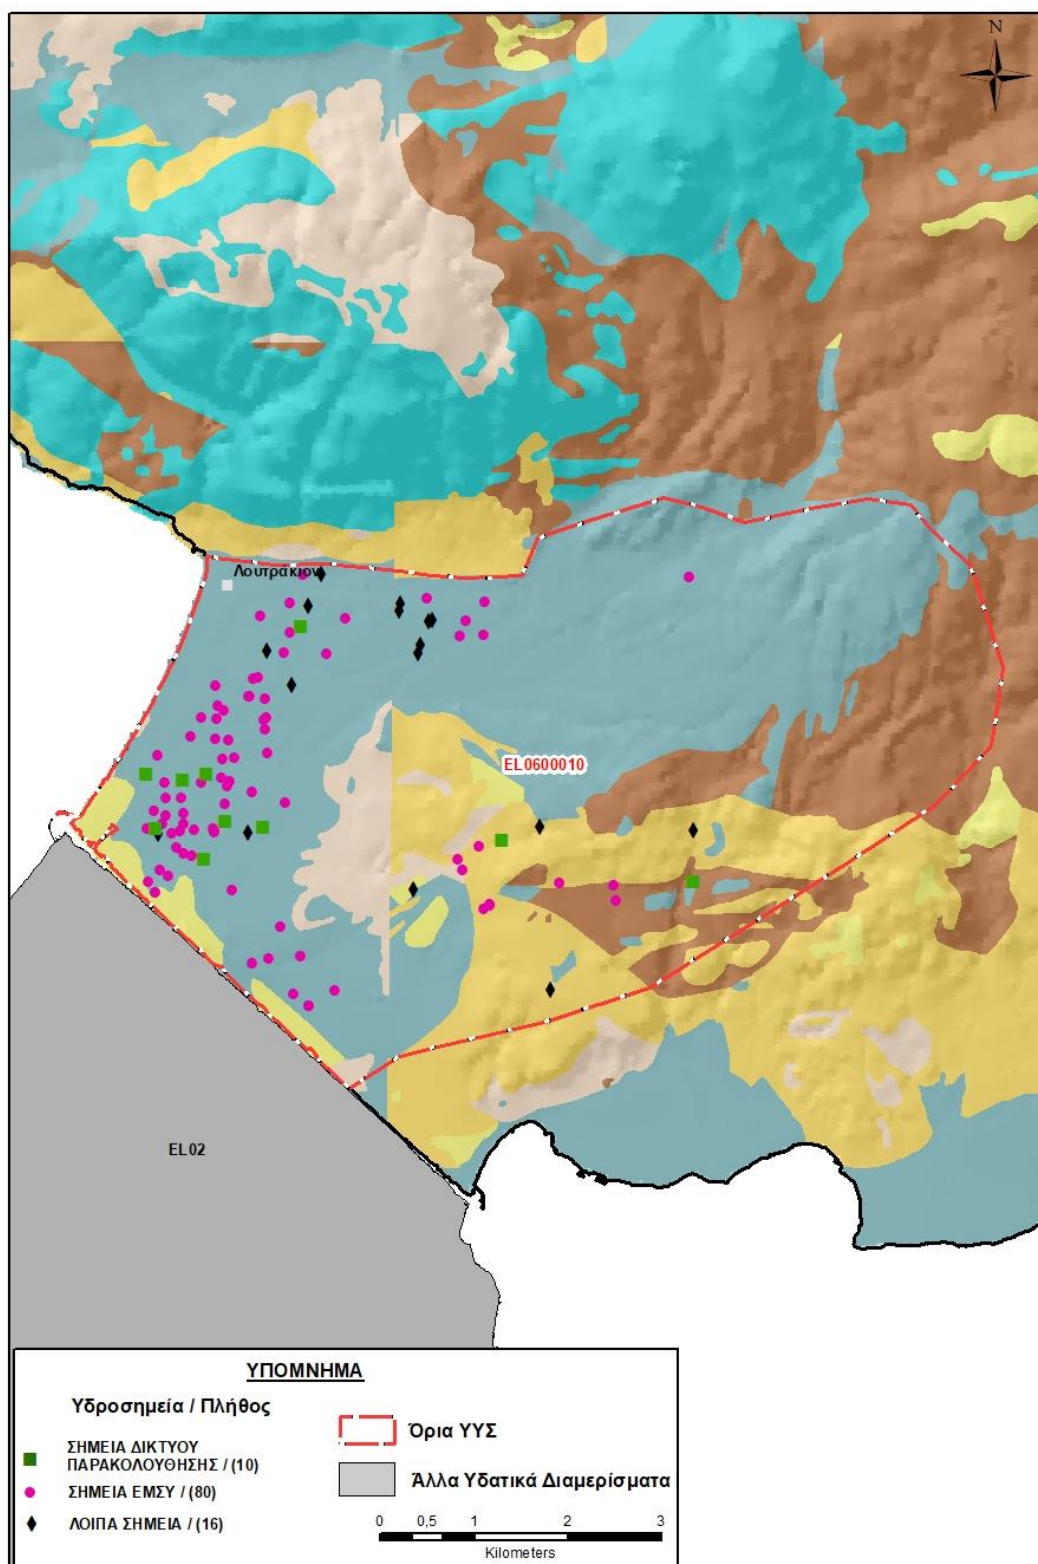 N
Λουτράκιον
EL0600010
EL02
ΥΠΟΜΝΗΜΑ
Υδροσημεία / Πλήθος
ΣΗΜΕΙΑ ΔΙΚΤΥΟΥ
ΠΑΡΑΚΟΛΟΥΘΗΣΗΣ / (10)
ΣΗΜΕΙΑ ΕΜΣΥ / (80)
ΛΟΙΠΑ ΣΗΜΕΙΑ / (16)
Όρια ΥΥΣ
Άλλα Υδατικά Διαμερίσματα
0 0,5 1 2 3
Kilometers